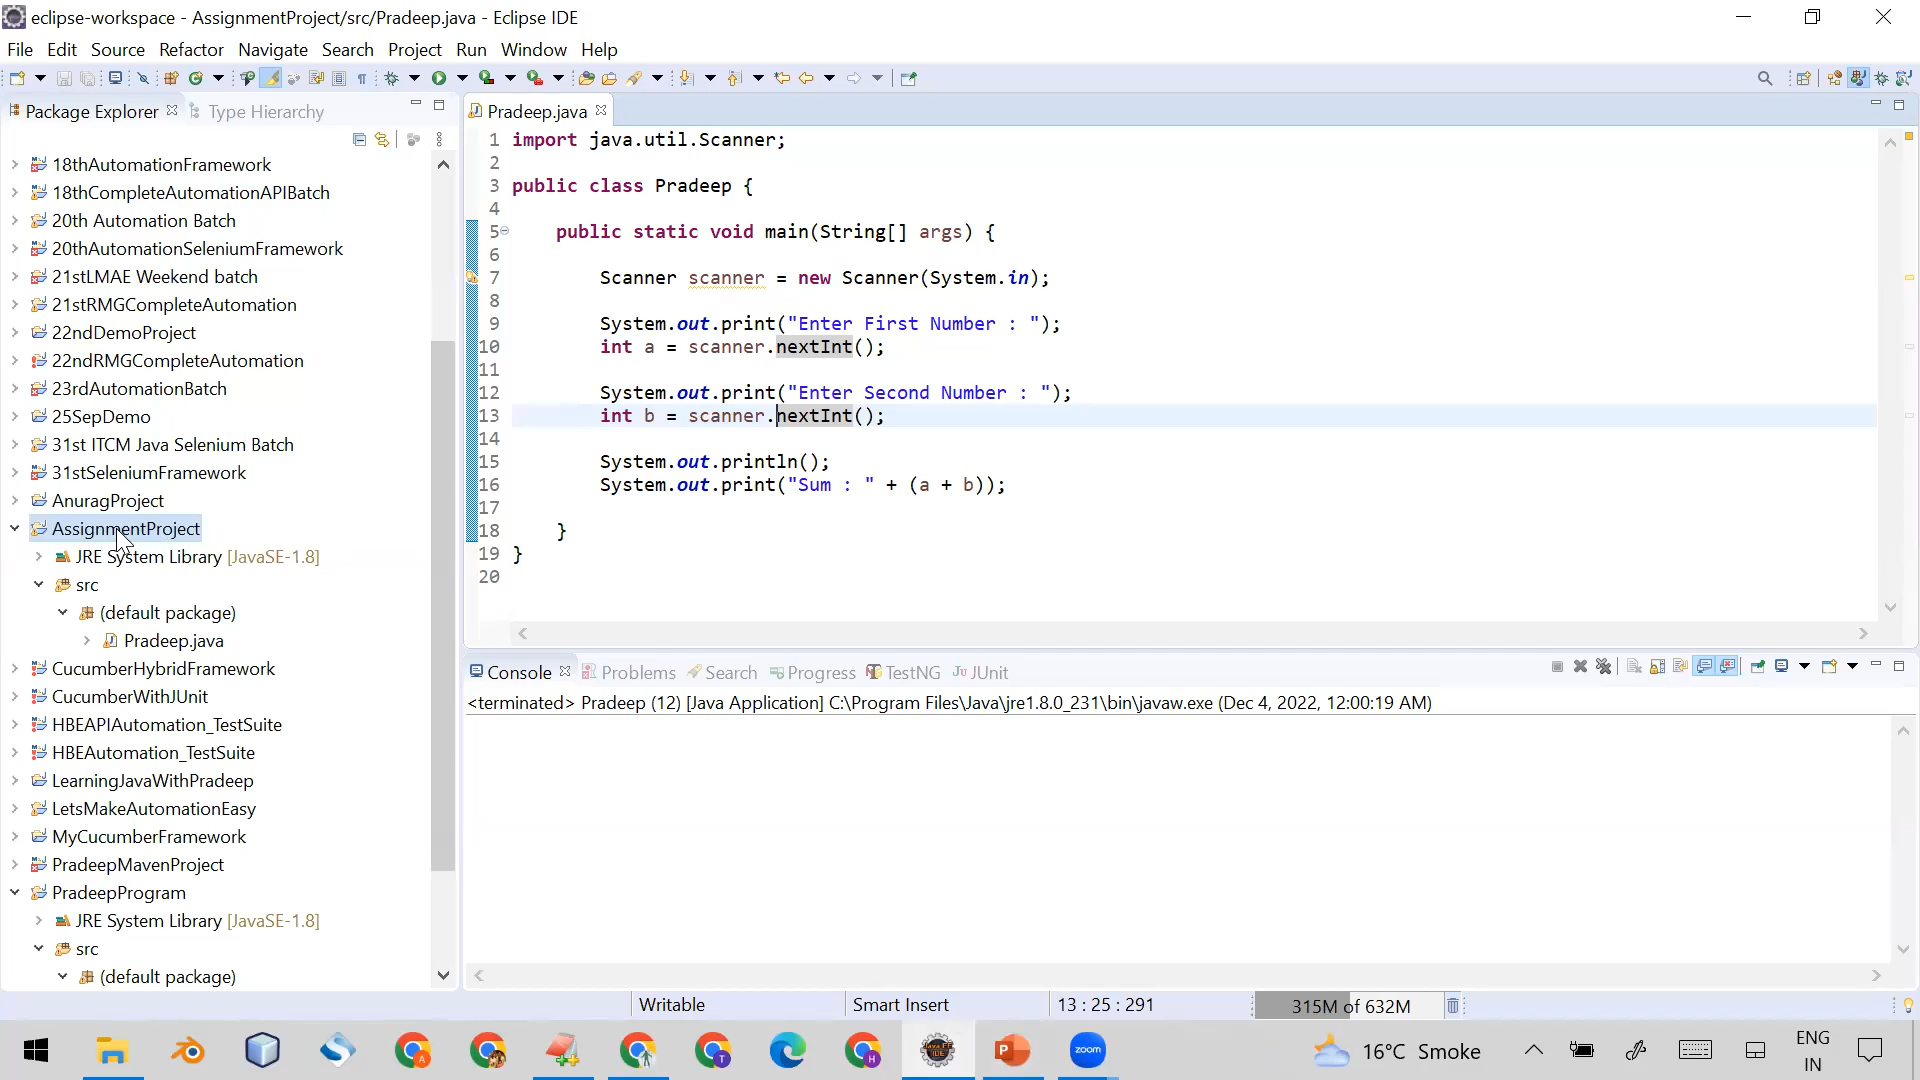 eclipse-workspace - AssignmentProject/src/Pradeep.java - Eclipse IDE
File Edit Source Refactor Navigate Search Project Run Window Help
Package Explorer Type Hierarchy
18thAutomationFramework
18thCompleteAutomationAPIBatch
20th Automation Batch
20thAutomationSeleniumFramework
21stLMAE Weekend batch
21stRMGCompleteAutomation
22ndDemoProject
22ndRMGCompleteAutomation
23rdAutomationBatch
25SepDemo
31st ITCM Java Selenium Batch
31stSeleniumFramework
AnuragProject
AssignmentProject
JRE System Library [JavaSE-1.8]
src
(default package)
Pradeep.java
CucumberHybridFramework
CucumberWithJUnit
HBEAPIAutomation_TestSuite
HBEAutomation_TestSuite
LearningJavaWithPradeep
LetsMakeAutomationEasy
MyCucumberFramework
PradeepMavenProject
PradeepProgram
JRE System Library [JavaSE-1.8]
src
(default package)
Pradeep.java
1 import java.util.Scanner;
2
3 public class Pradeep {
4
5 public static void main(String[] args) {
6
7 Scanner scanner = new Scanner(System.in);
8
9 System.out.print("Enter First Number : ");
10 int a = scanner.nextInt();
11
12 System.out.print("Enter Second Number : ");
13 int b = scanner.nextInt();
14
15 System.out.println();
16 System.out.print("Sum : " + (a + b));
17
18 }
19 }
20
Console Problems Search Progress TestNG JUnit
<terminated> Pradeep (12) [Java Application] C:\Program Files\Java\jre1.8.0_231\bin\javaw.exe (Dec 4, 2022, 12:00:19 AM)
Writable Smart Insert 13 : 25 : 291 315M of 632M
zoom
16°C Smoke
ENG
IN